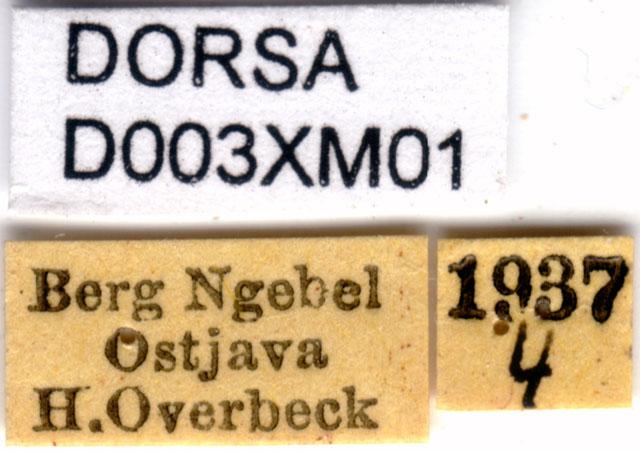 DORSA
D003XM01
Berg Ngebel
Ostjava
H.Overbeck
1937
4